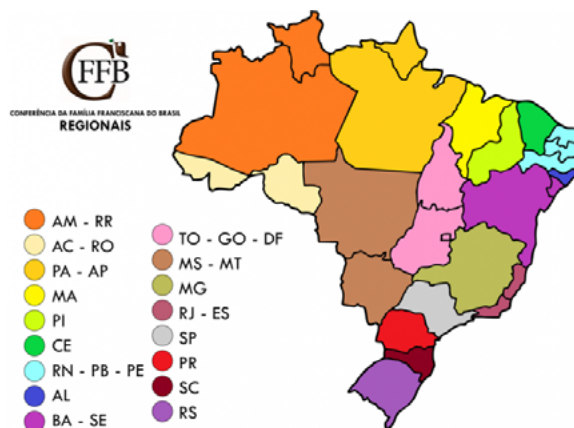 CFFB
CONFERÊNCIA DA FAMÍLIA FRANCISCANA DO BRASIL
REGIONAIS
AM - RR
AC - RO
PA - AP
MA
PI
CE
RN - PB - PE
AL
BA - SE
TO - GO - DF
MS - MT
MG
RJ - ES
SP
PR
SC
RS